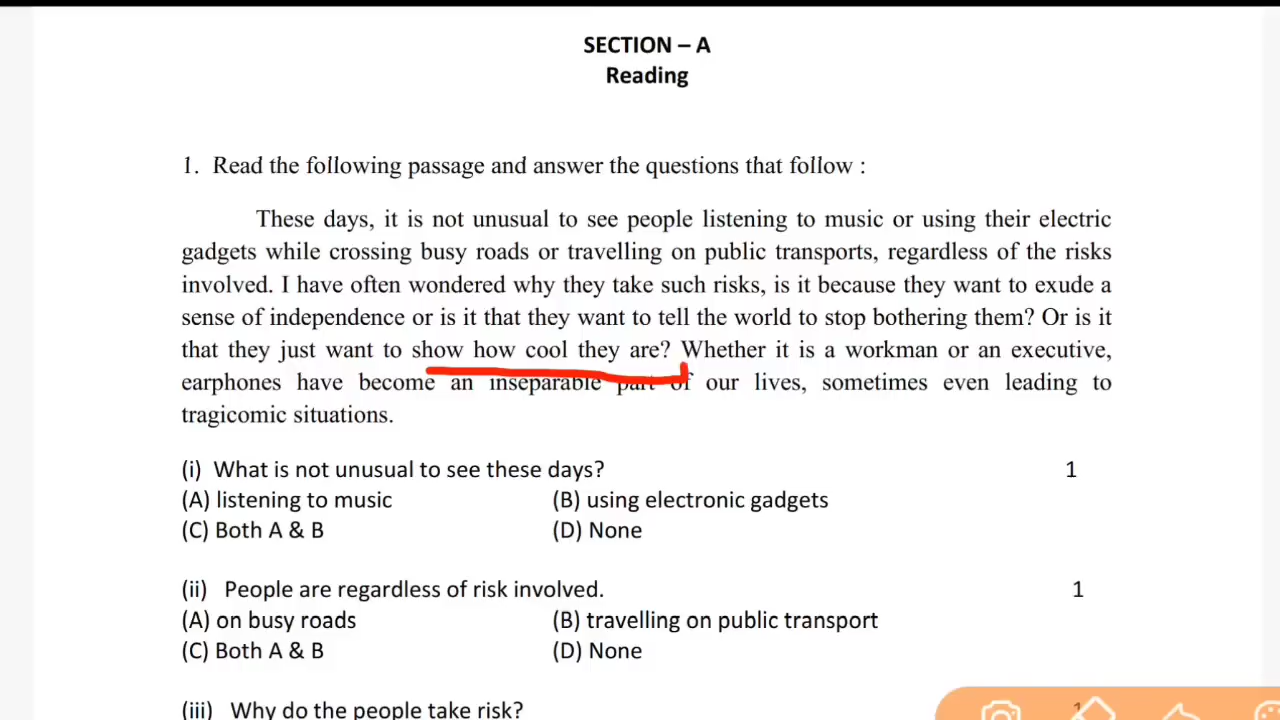 SECTION – A
Reading
1. Read the following passage and answer the questions that follow :
These days, it is not unusual to see people listening to music or using their electric
gadgets while crossing busy roads or travelling on public transports, regardless of the risks
involved. I have often wondered why they take such risks, is it because they want to exude a
sense of independence or is it that they want to tell the world to stop bothering them? Or is it
that they just want to show how cool they are? Whether it is a workman or an executive,
earphones have become an inseparable part of our lives, sometimes even leading to
tragicomic situations.
(i) What is not unusual to see these days? 1
(A) listening to music (B) using electronic gadgets
(C) Both A & B (D) None
(ii) People are regardless of risk involved. 1
(A) on busy roads (B) travelling on public transport
(C) Both A & B (D) None
(iii) Why do the people take risk? 1